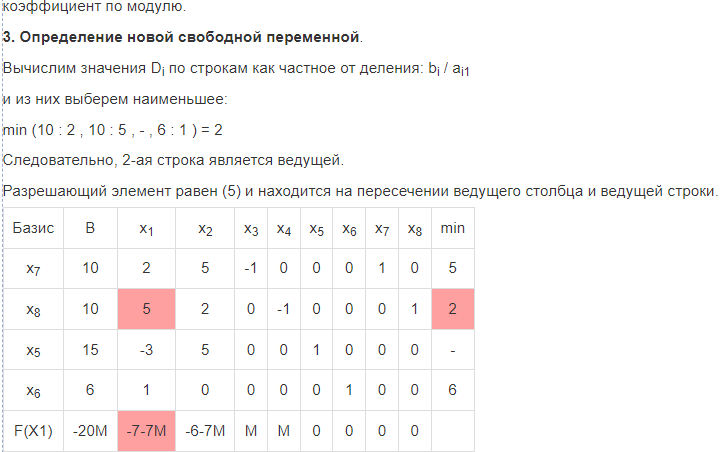 коэффициент по модулю.
3. Определение новой свободной переменной.
Вычислим значения Di по строкам как частное от деления: bi / ai1
и из них выберем наименьшее:
min (10 : 2 , 10 : 5 , - , 6 : 1 ) = 2
Следовательно, 2-ая строка является ведущей.
Разрешающий элемент равен (5) и находится на пересечении ведущего столбца и ведущей строки.
Базис B x1 x2 x3 x4 x5 x6 x7 x8 min
x7 10 2 5 -1 0 0 0 1 0 5
x8 10 5 2 0 -1 0 0 0 1 2
x5 15 -3 5 0 0 1 0 0 0 -
x6 6 1 0 0 0 0 1 0 0 6
F(X1) -20M -7-7M -6-7M M M 0 0 0 0